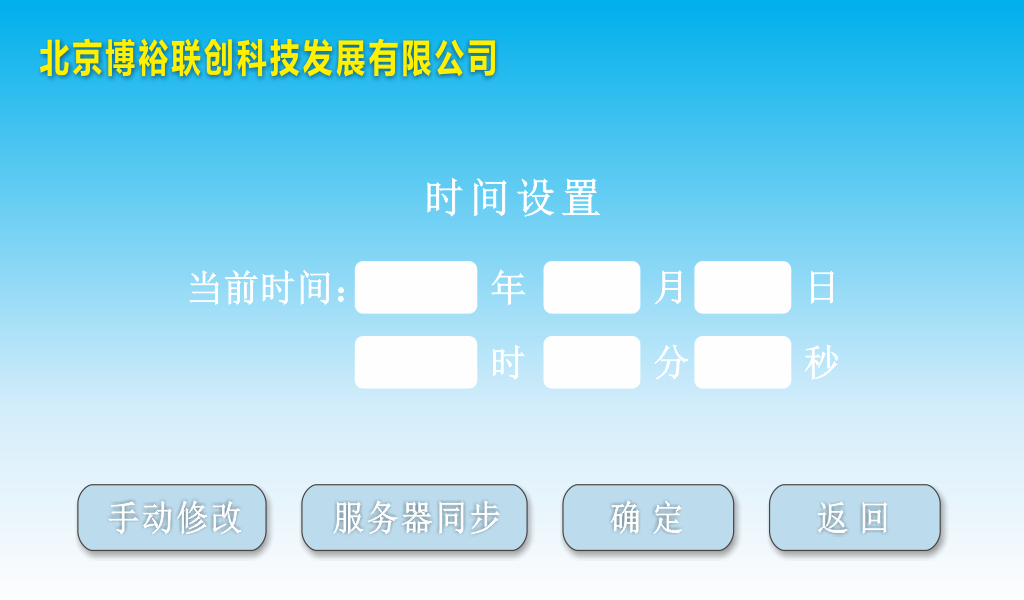 北京博裕联创科技发展有限公司
时间设置
当前时间: 年 月 日
时 分 秒
手动修改 服务器同步 确定 返回